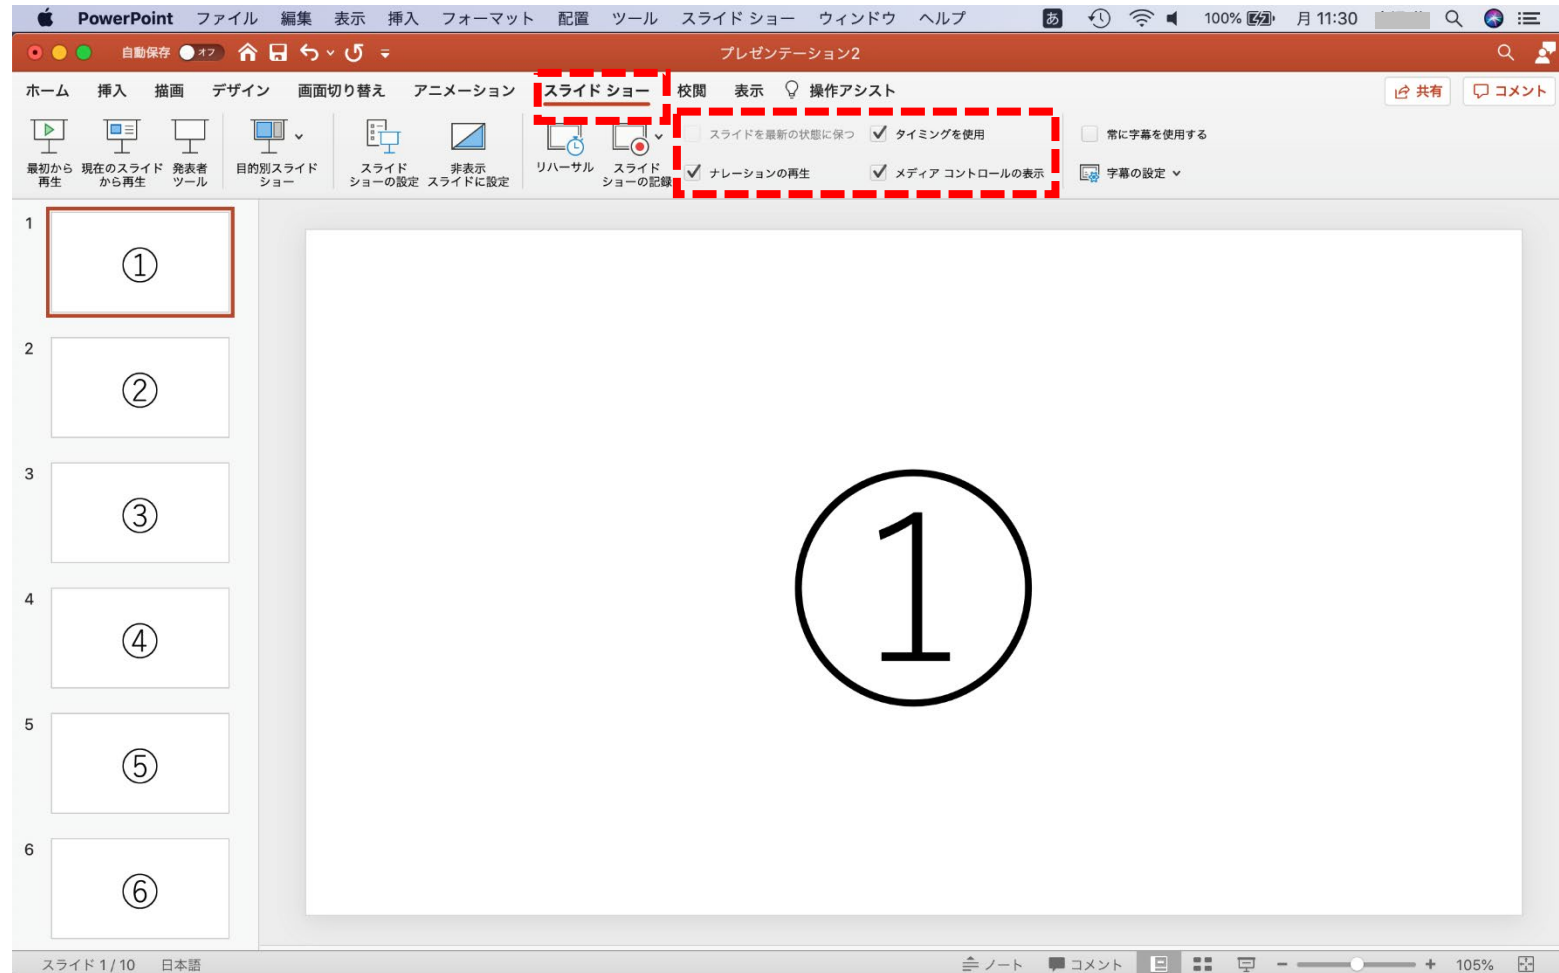 PowerPoint ファイル 編集 表示 挿入 フォーマット 配置 ツール スライド ショー ウィンドウ ヘルプ あ 100% 月 11:30
自動保存 オフ プレゼンテーション2
ホーム 挿入 描画 デザイン 画面切り替え アニメーション スライド ショー 校閲 表示 操作アシスト 共有 コメント
最初から
再生
現在のスライド
から再生
発表者
ツール
目的別スライド
ショー
スライド
ショーの設定
非表示
スライドに設定
リハーサル
スライド
ショーの記録
スライドを最新の状態に保つ
タイミングを使用
ナレーションの再生
メディア コントロールの表示
常に字幕を使用する
字幕の設定
1
①
2
②
3
③
4
④
5
⑤
6
⑥
①
スライド 1 / 10 日本語 ノート コメント 105%